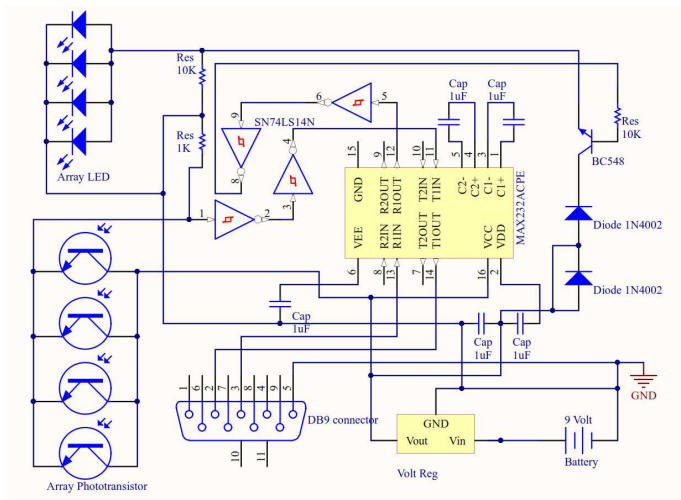 Res
10K
Res
1K
Array LED
SN74LS14N
6
5
9
8
4
3
1
2
Cap
1uF
Cap
1uF
Res
10K
BC548
15
9
12
10
11
5
4
3
1
GND
R2OUT
R1OUT
T2IN
T1IN
C2-
C2+
C1-
C1+
MAX232ACPE
VEE
R2IN
R1IN
T2OUT
T1OUT
VCC
VDD
6
8
13
7
14
16
2
Diode 1N4002
Diode 1N4002
Cap
1uF
Cap
1uF
Cap
1uF
1
6
2
7
3
8
4
9
5
DB9 connector
10
11
GND
GND
Vout
Vin
Volt Reg
9 Volt
Battery
Array Phototransistor